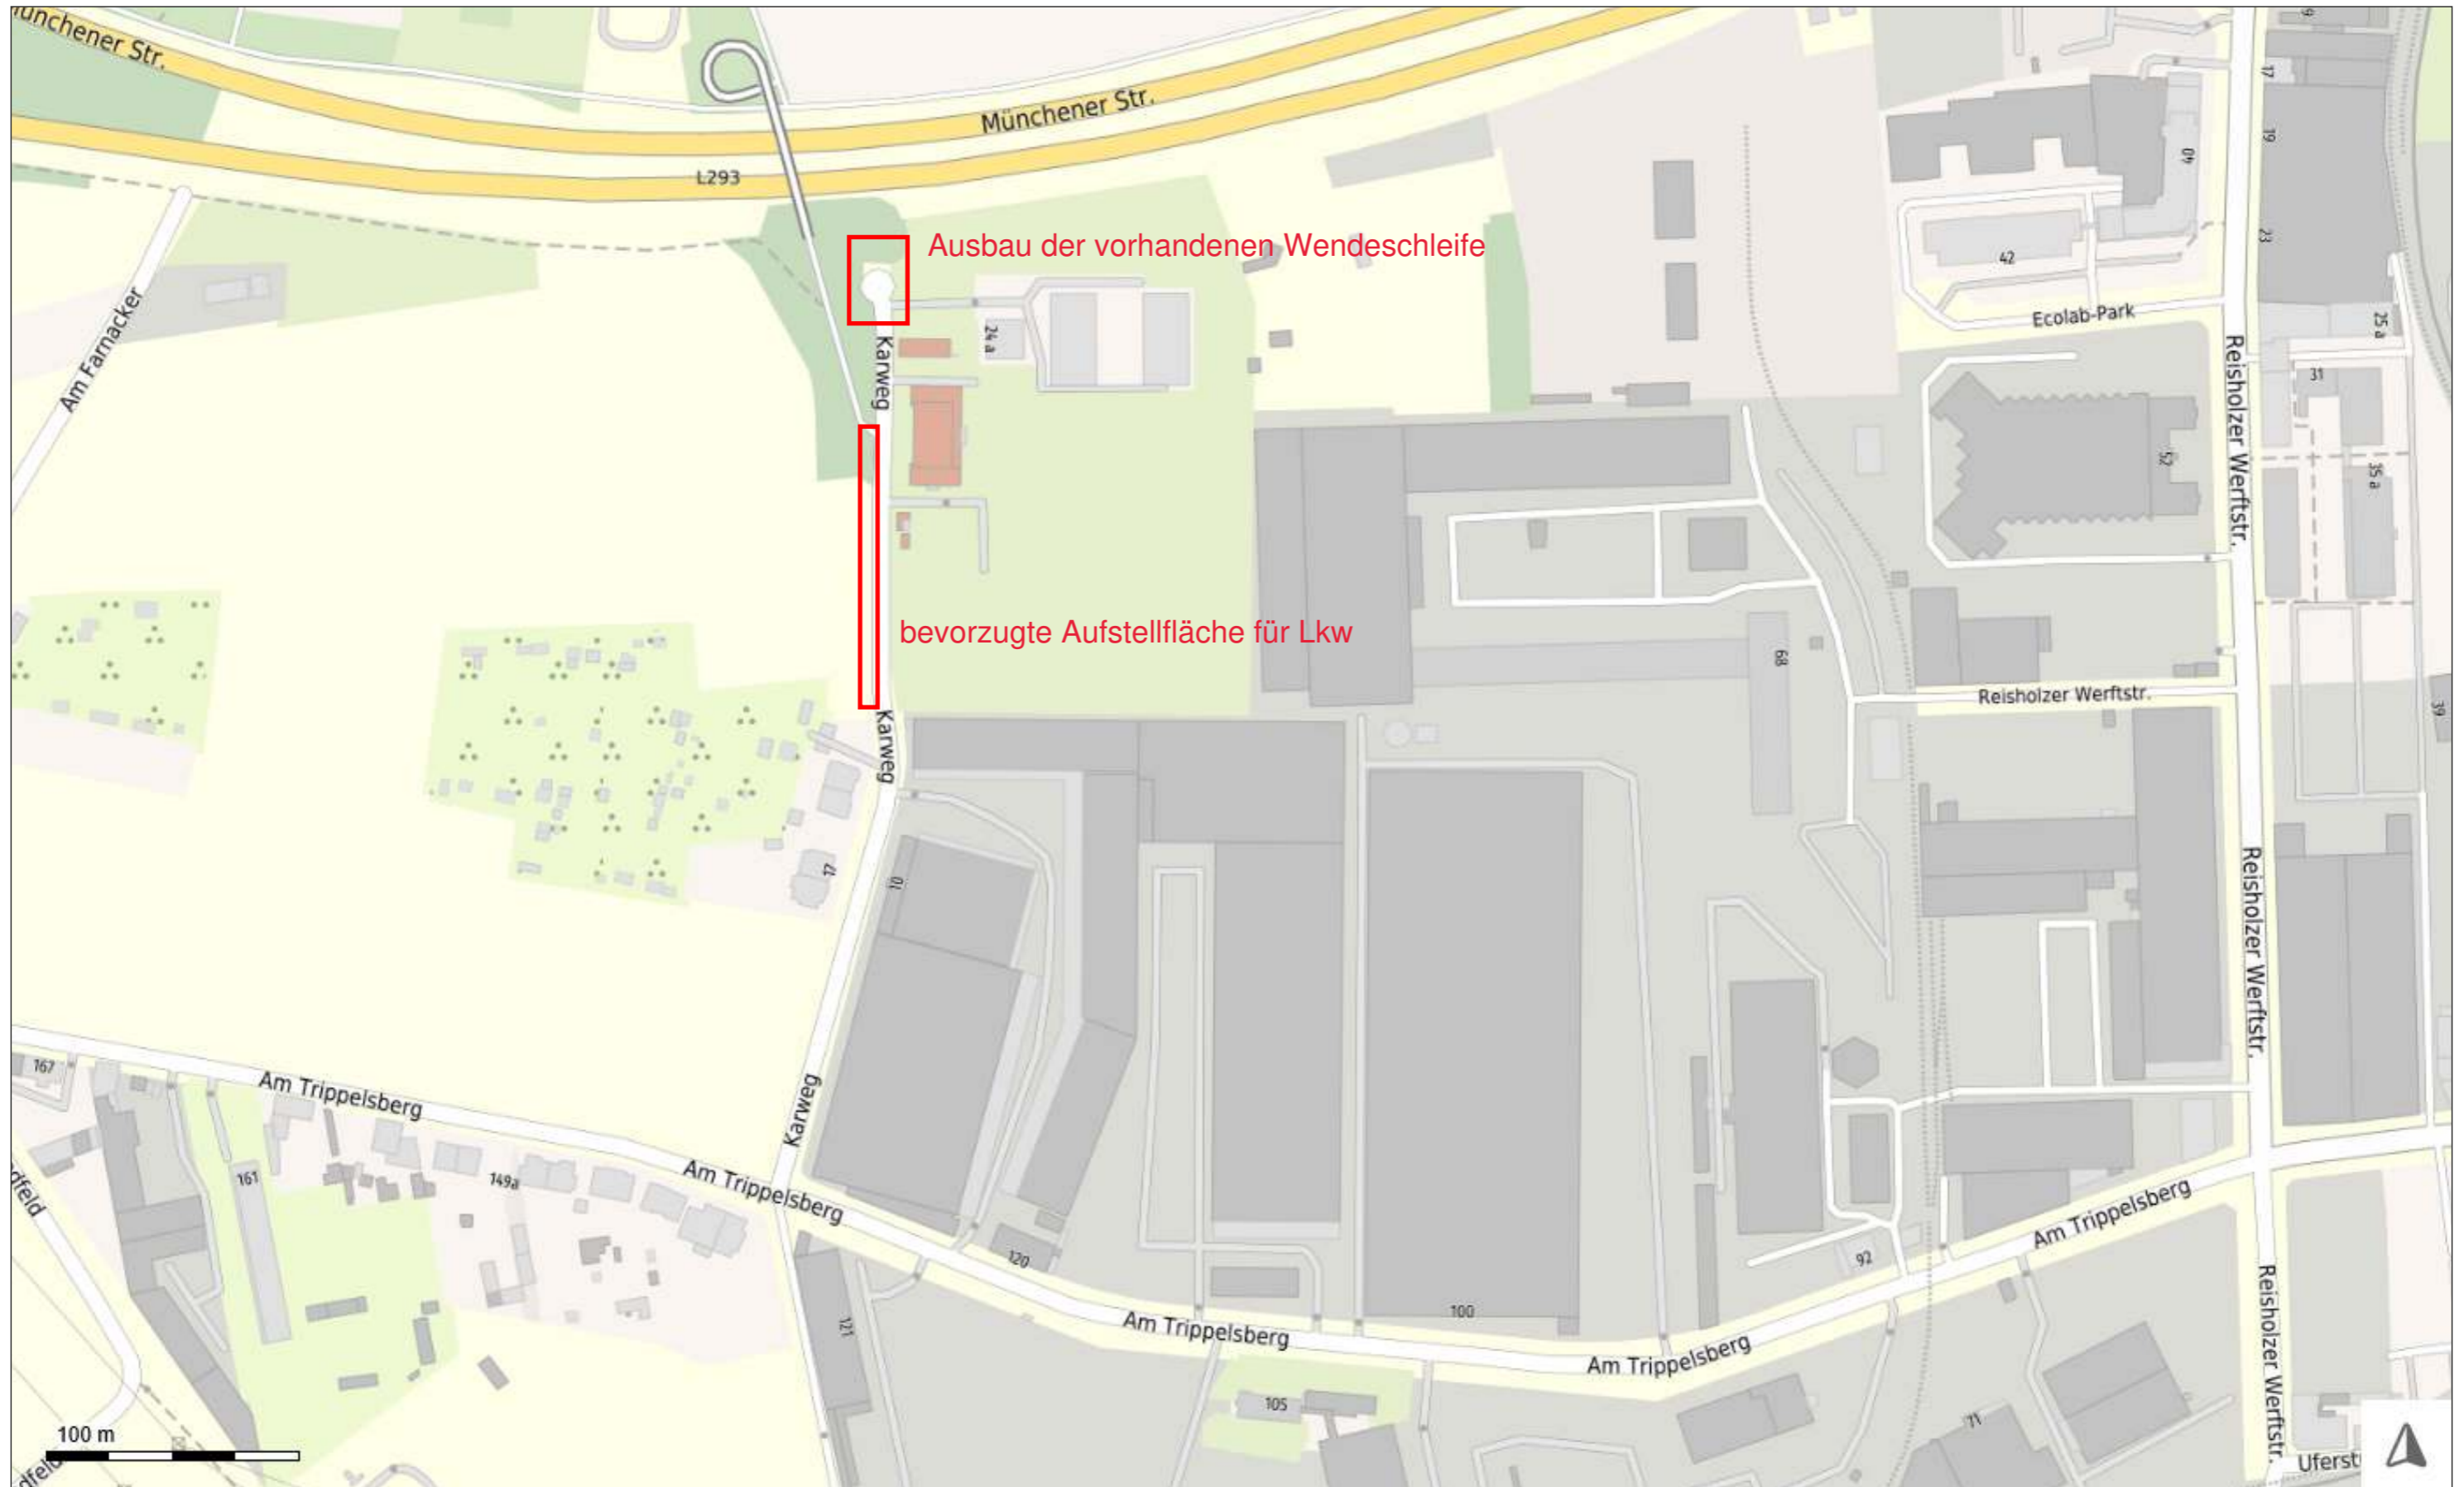 Münchener Str.
Münchener Str.
L293
Ausbau der vorhandenen Wendeschleife
Am Farnacker
Karweg
24 a
bevorzugte Aufstellfläche für Lkw
Karweg
44
10
Karweg
167
Am Trippelsberg
161
149a
Am Trippelsberg
120
121
Am Trippelsberg
100
105
Am Trippelsberg
92
71
Am Trippelsberg
68
Reisholzer Werftstr.
40
42
Ecolab-Park
52
17
19
23
25 a
31
35 a
39
Reisholzer Werftstr.
Reisholzer Werftstr.
Reisholzer Werftstr.
100 m